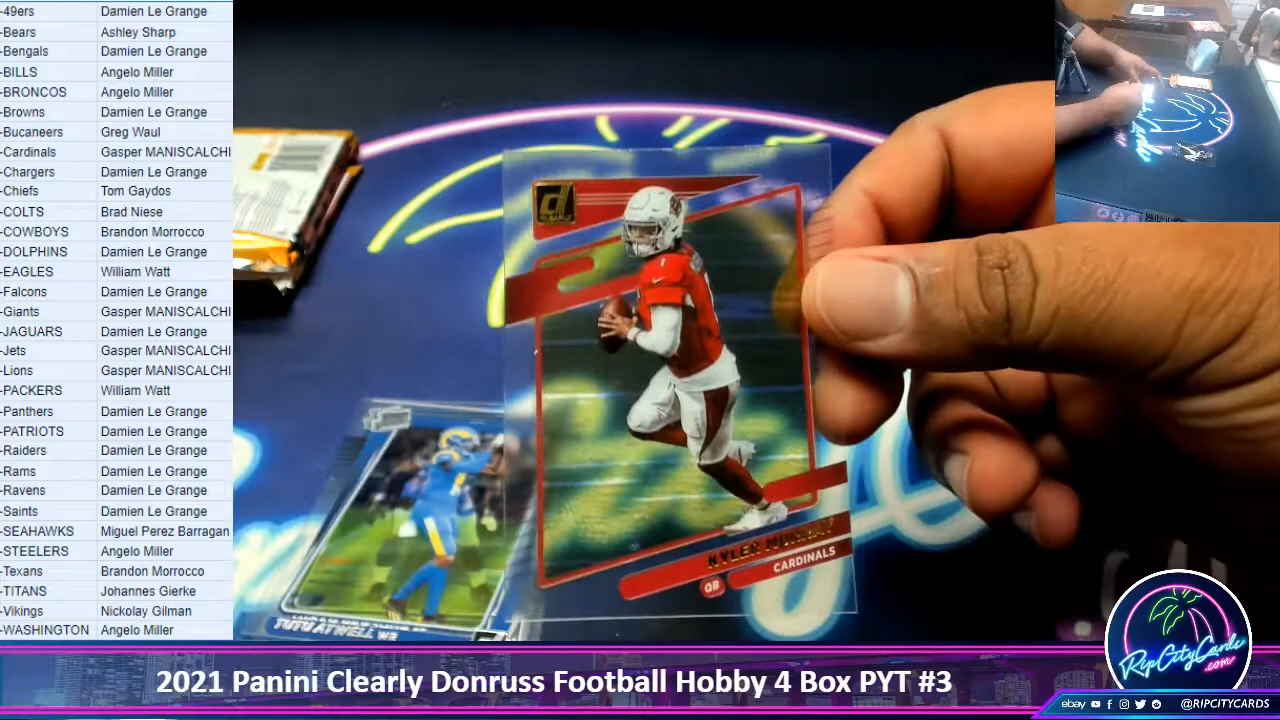 -49ers Damien Le Grange
-Bears Ashley Sharp
-Bengals Damien Le Grange
-BILLS Angelo Miller
-BRONCOS Angelo Miller
-Browns Damien Le Grange
-Bucaneers Greg Waul
-Cardinals Gasper MANISCALCHI
-Chargers Damien Le Grange
-Chiefs Tom Gaydos
-COLTS Brad Niese
-COWBOYS Brandon Morrocco
-DOLPHINS Damien Le Grange
-EAGLES William Watt
-Falcons Damien Le Grange
-Giants Gasper MANISCALCHI
-JAGUARS Damien Le Grange
-Jets Gasper MANISCALCHI
-Lions Gasper MANISCALCHI
-PACKERS William Watt
-Panthers Damien Le Grange
-PATRIOTS Damien Le Grange
-Raiders Damien Le Grange
-Rams Damien Le Grange
-Ravens Damien Le Grange
-Saints Damien Le Grange
-SEAHAWKS Miguel Perez Barragan
-STEELERS Angelo Miller
-Texans Brandon Morrocco
-TITANS Johannes Gierke
-Vikings Nickolay Gilman
-WASHINGTON Angelo Miller
KYLER MURRAY
QB CARDINALS
TUTU ATWELL WR
2021 Panini Clearly Donruss Football Hobby 4 Box PYT #3
RipCityCards
.com
ebay @RIPCITYCARDS